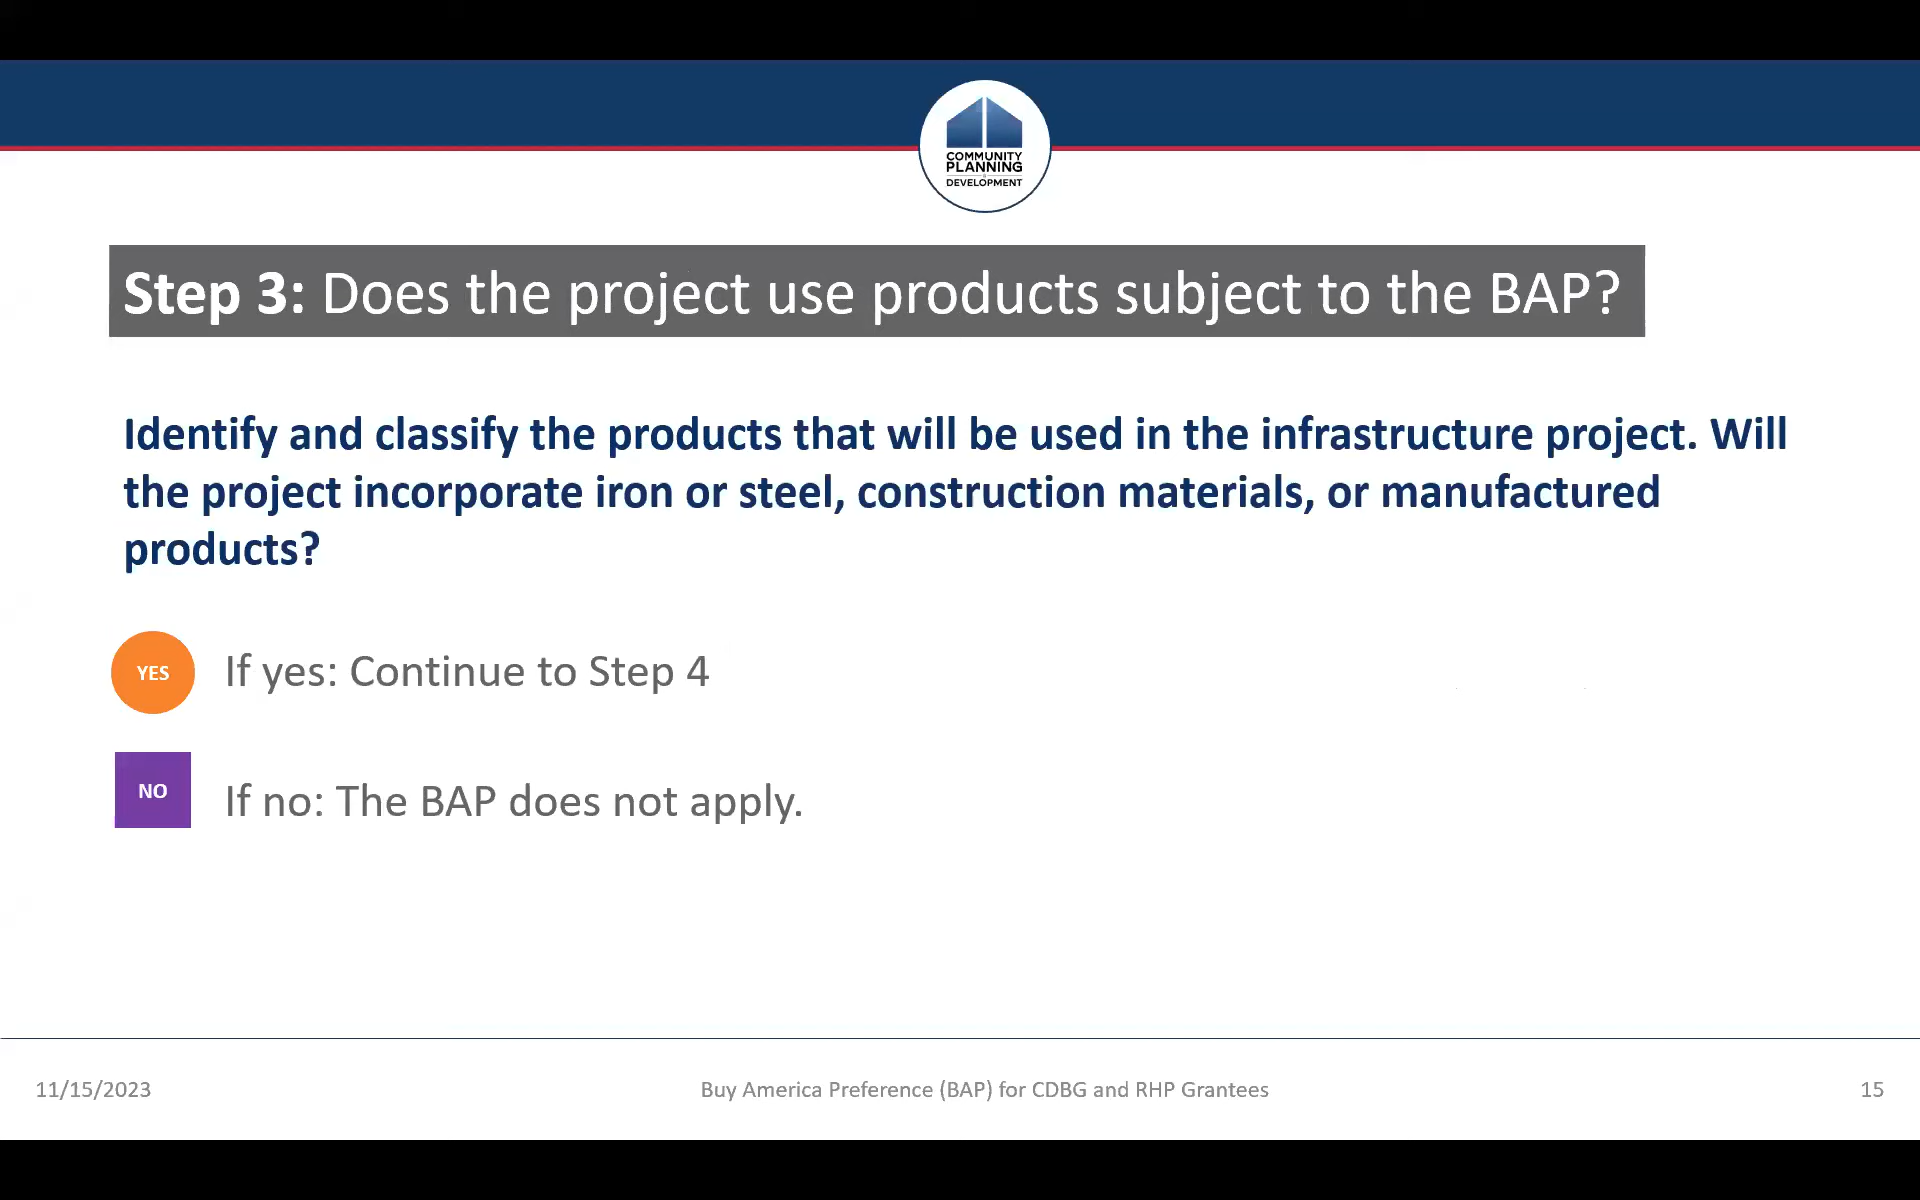 COMMUNITY
PLANNING
DEVELOPMENT
Step 3: Does the project use products subject to the BAP?
Identify and classify the products that will be used in the infrastructure project. Will
the project incorporate iron or steel, construction materials, or manufactured
products?
YES If yes: Continue to Step 4
NO If no: The BAP does not apply.
11/15/2023 Buy America Preference (BAP) for CDBG and RHP Grantees 15